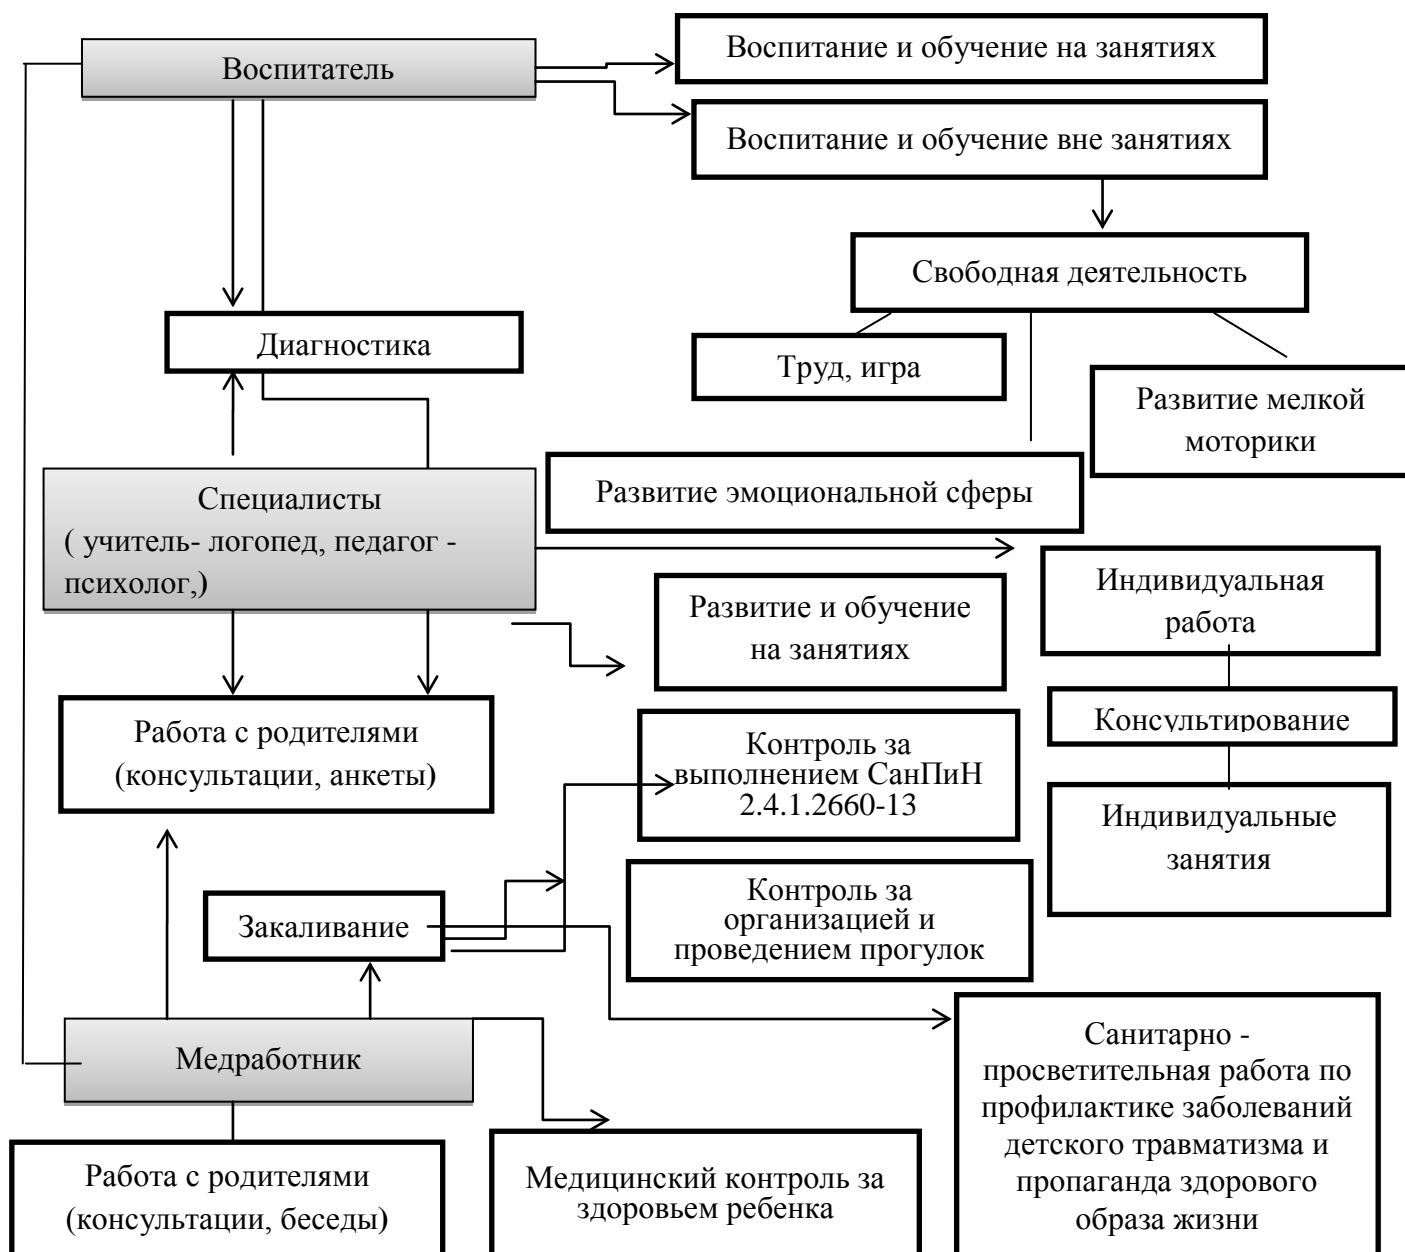 Воспитание и обучение на занятиях
Воспитатель
Воспитание и обучение вне занятиях
Свободная деятельность
Диагностика
Труд, игра
Развитие мелкой
моторики
Развитие эмоциональной сферы
Специалисты
( учитель- логопед, педагог -
психолог,)
Индивидуальная
работа
Развитие и обучение
на занятиях
Консультирование
Работа с родителями
(консультации, анкеты)
Контроль за
выполнением СанПиН
2.4.1.2660-13
Индивидуальные
занятия
Закаливание
Контроль за
организацией и
проведением прогулок
Медработник
Санитарно -
просветительная работа по
профилактике заболеваний
детского травматизма и
пропаганда здорового
образа жизни
Работа с родителями
(консультации, беседы)
Медицинский контроль за
здоровьем ребенка